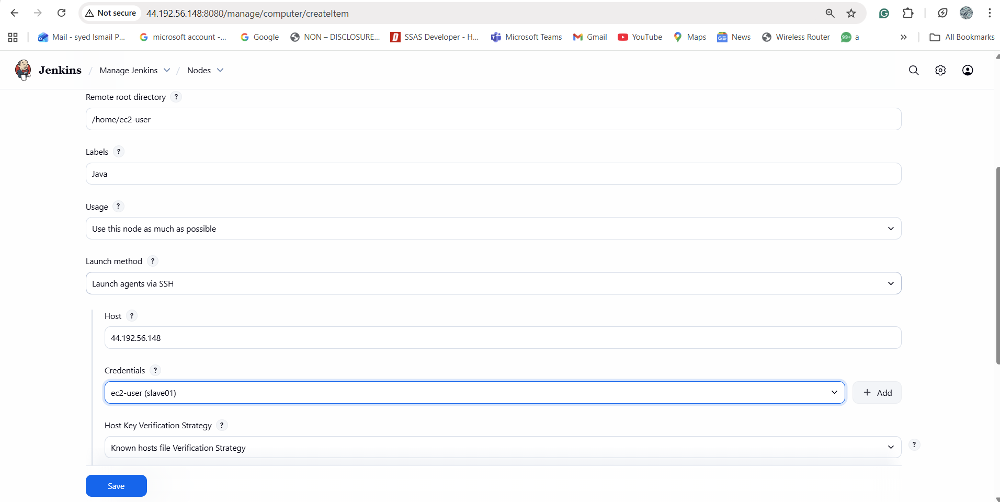 Not secure 44.192.56.148:8080/manage/computer/createItem
Mail - syed Ismail P... microsoft account -... Google NON – DISCLOSURE... SSAS Developer - H... Microsoft Teams Gmail YouTube Maps News Wireless Router 99+ a » All Bookmarks
Jenkins / Manage Jenkins / Nodes
Remote root directory ?
/home/ec2-user
Labels ?
Java
Usage ?
Use this node as much as possible
Launch method ?
Launch agents via SSH
Host ?
44.192.56.148
Credentials ?
ec2-user (slave01)
+ Add
Host Key Verification Strategy ?
Known hosts file Verification Strategy
?
Save